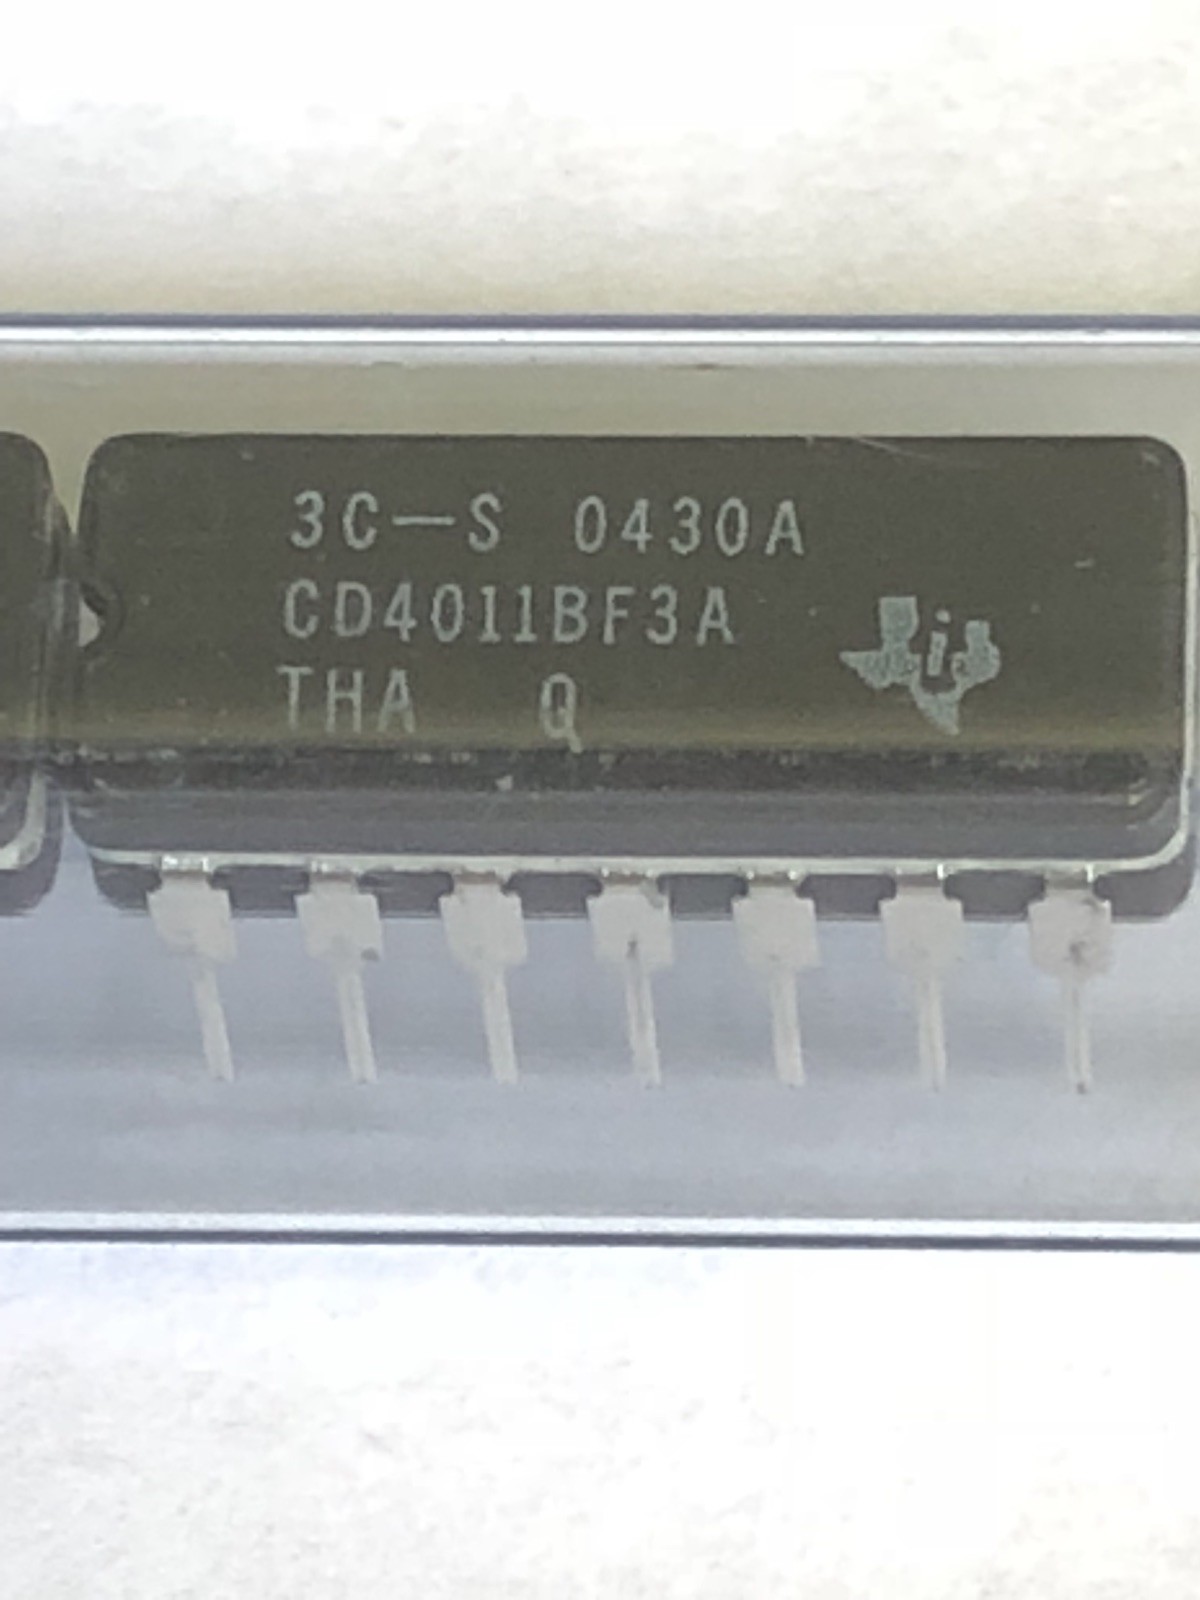 3C—S 0430A
CD4011BF3A
THA Q